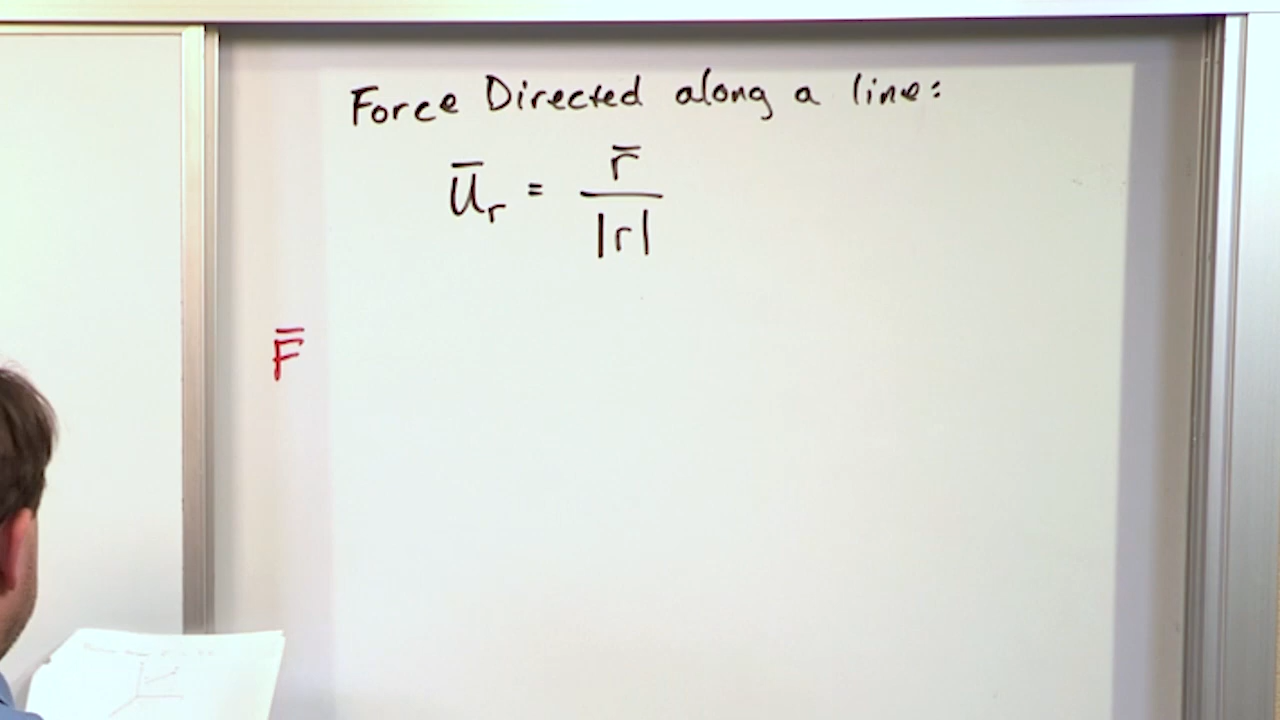 Force Directed along a line:
ū_r = r̄ / |r|
F̄